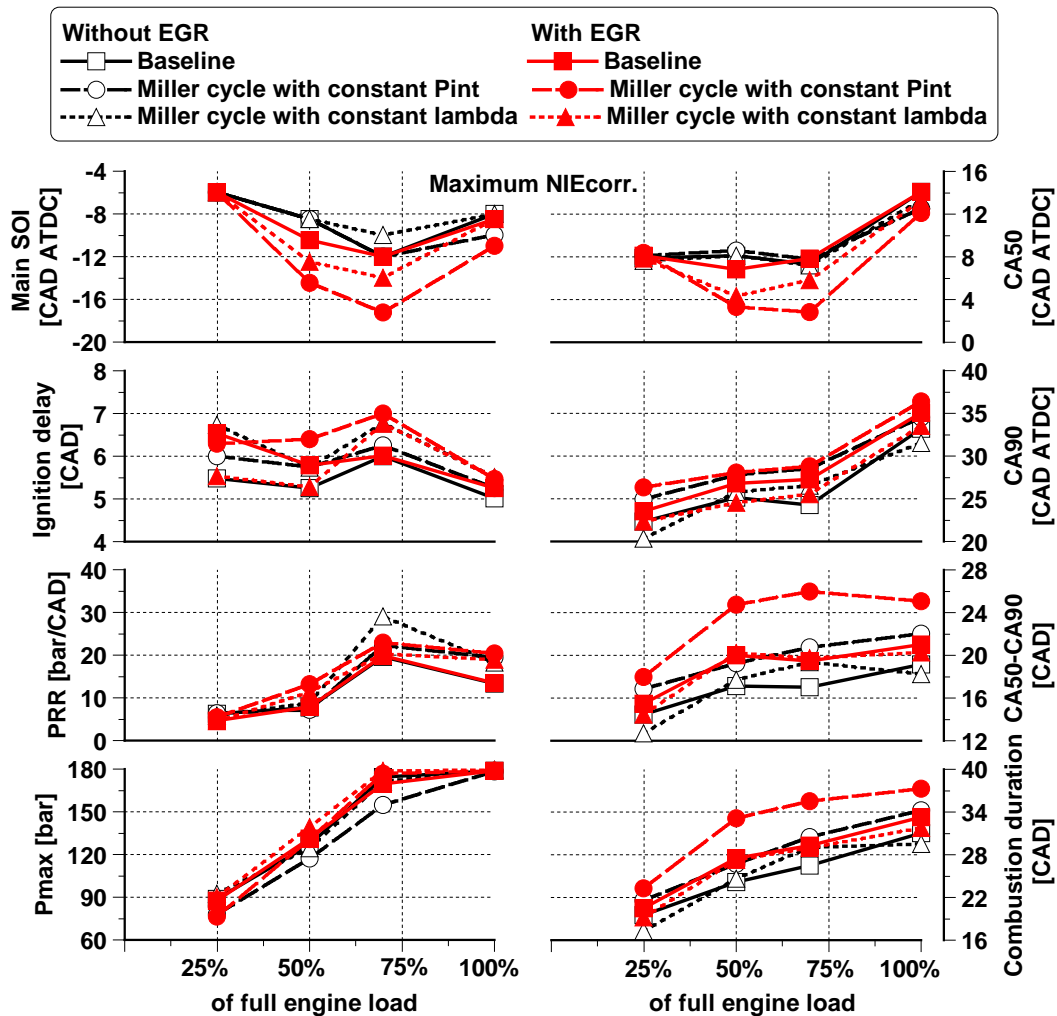 Without EGR
With EGR
Baseline
Baseline
Miller cycle with constant Pint
Miller cycle with constant Pint
Miller cycle with constant lambda
Miller cycle with constant lambda
Maximum NIEcorr.
Main SOI
[CAD ATDC]
-4
-8
-12
-16
-20
CA50
[CAD ATDC]
16
12
8
4
0
Ignition delay
[CAD]
8
7
6
5
4
CA90
[CAD ATDC]
40
35
30
25
20
PRR [bar/CAD]
40
30
20
10
0
CA50-CA90
[CAD]
28
24
20
16
12
Pmax [bar]
180
150
120
90
60
Combustion duration
[CAD]
40
34
28
22
16
25%
50%
75%
100%
25%
50%
75%
100%
of full engine load
of full engine load